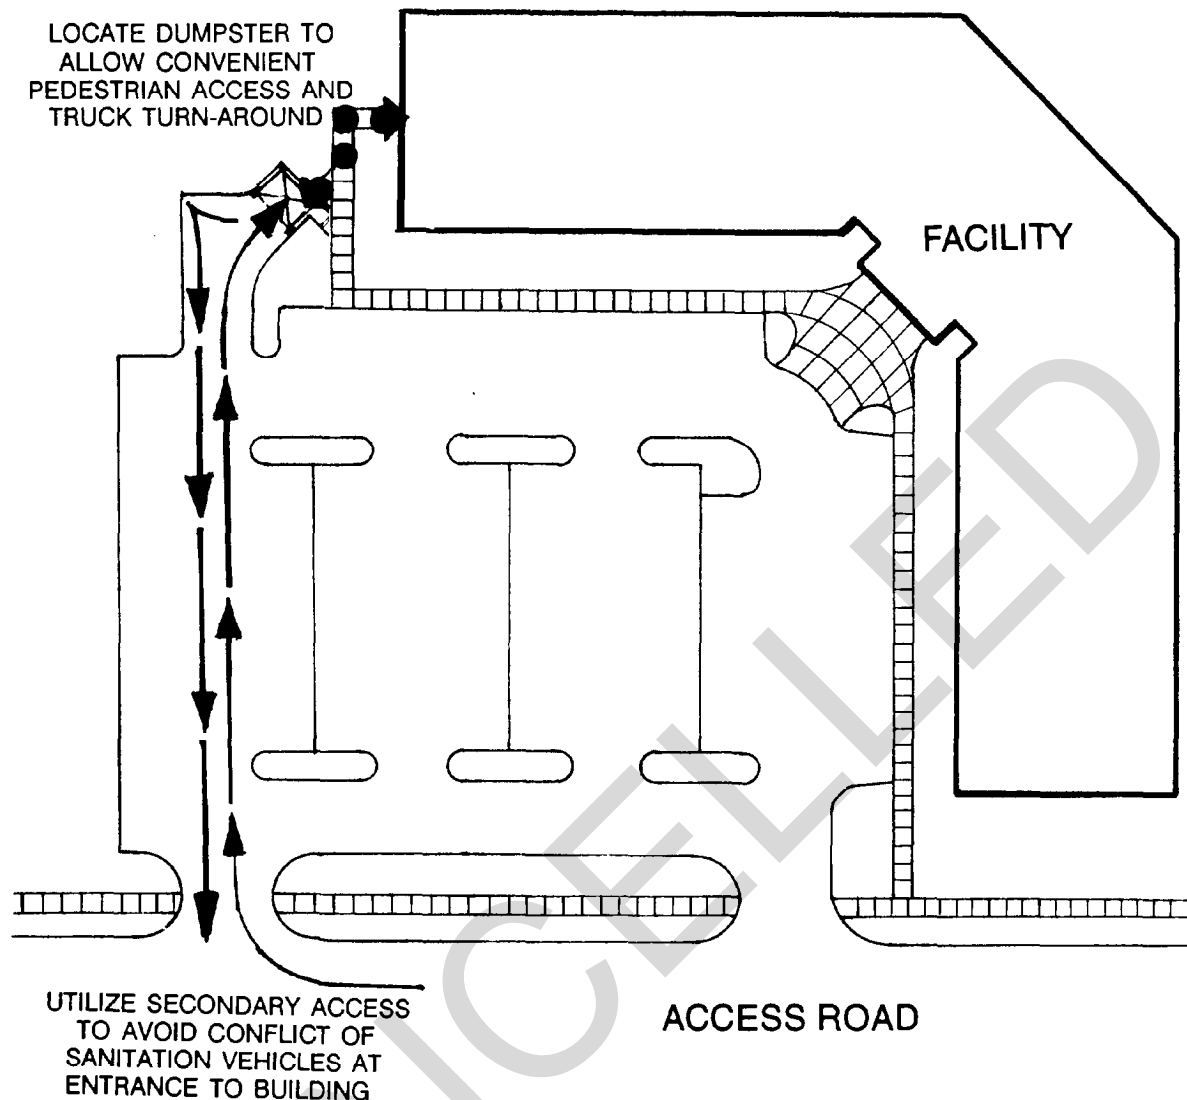 LOCATE DUMPSTER TO
ALLOW CONVENIENT
PEDESTRIAN ACCESS AND
TRUCK TURN-AROUND
FACILITY
ACCESS ROAD
UTILIZE SECONDARY ACCESS
TO AVOID CONFLICT OF
SANITATION VEHICLES AT
ENTRANCE TO BUILDING
CELLED